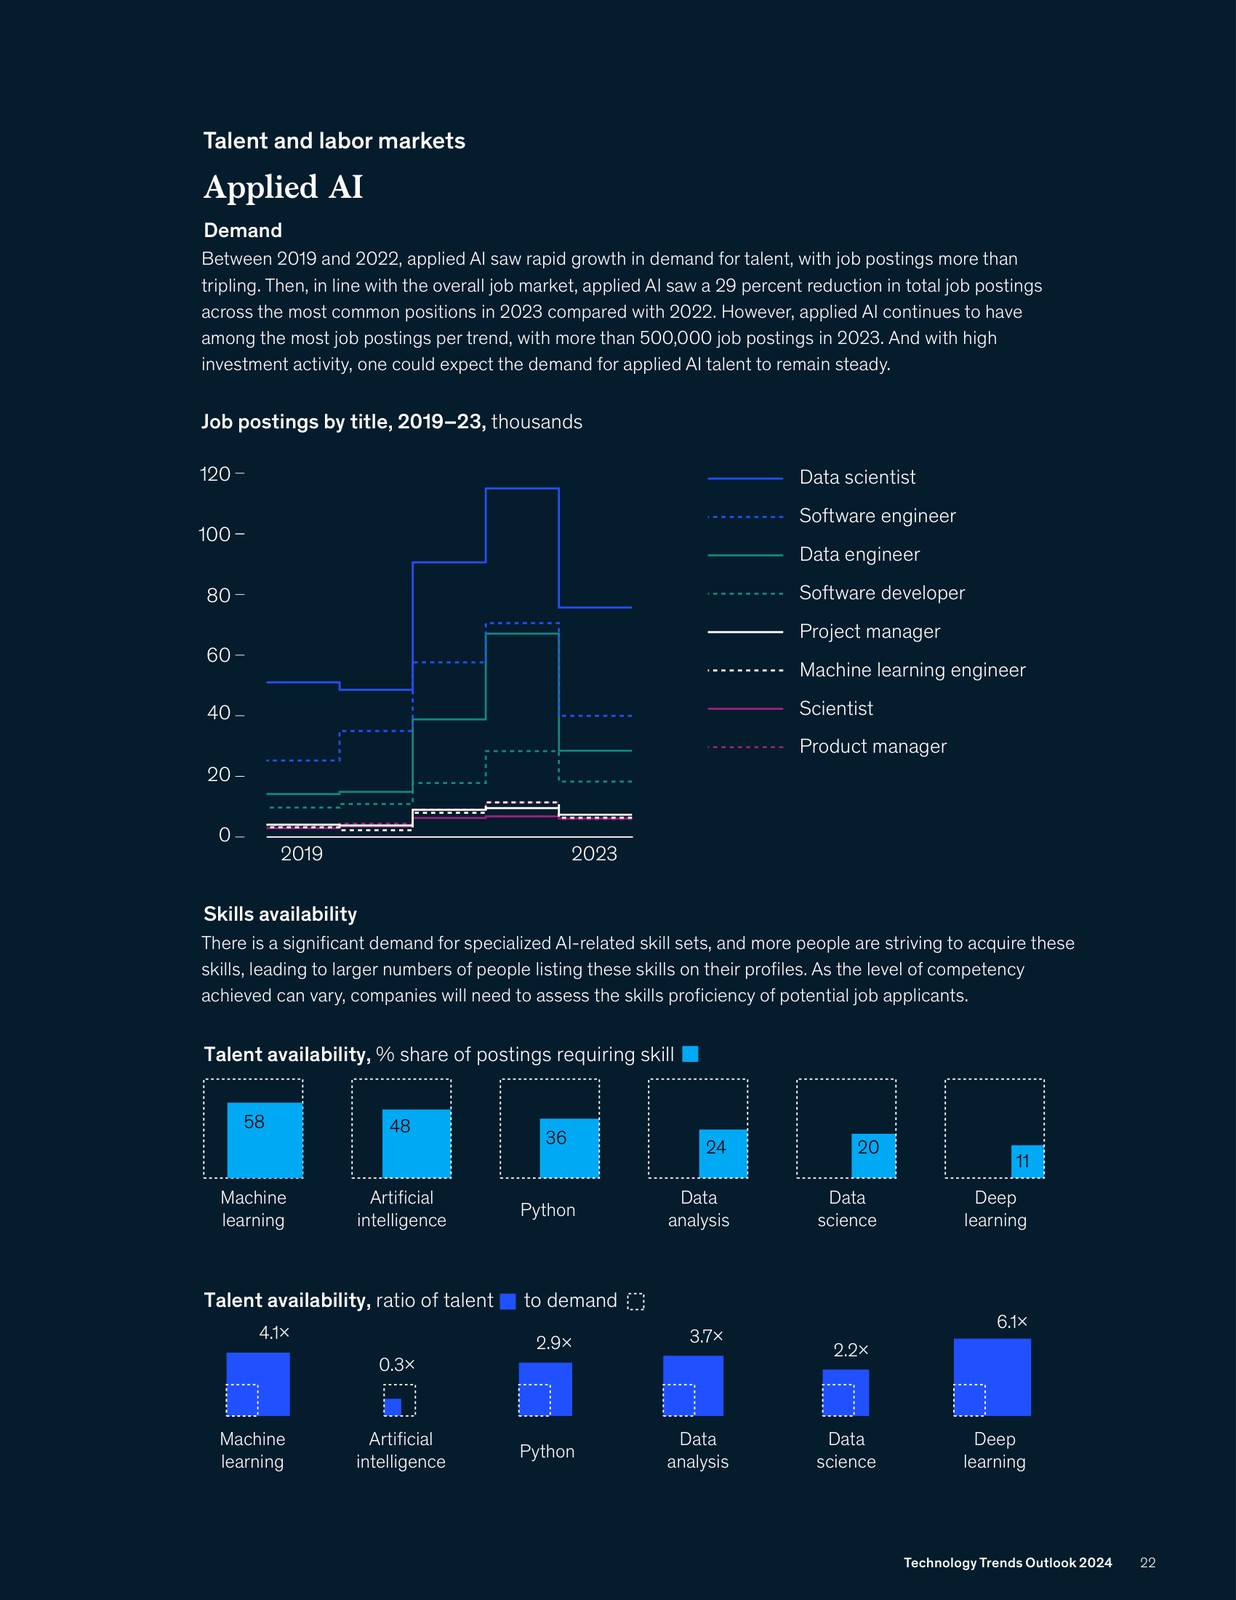 Talent and labor markets
Applied AI
Demand
Between 2019 and 2022, applied AI saw rapid growth in demand for talent, with job postings more than
tripling. Then, in line with the overall job market, applied AI saw a 29 percent reduction in total job postings
across the most common positions in 2023 compared with 2022. However, applied AI continues to have
among the most job postings per trend, with more than 500,000 job postings in 2023. And with high
investment activity, one could expect the demand for applied AI talent to remain steady.
Job postings by title, 2019–23, thousands
120
100
80
60
40
20
0
2019
2023
Data scientist
Software engineer
Data engineer
Software developer
Project manager
Machine learning engineer
Scientist
Product manager
Skills availability
There is a significant demand for specialized AI-related skill sets, and more people are striving to acquire these
skills, leading to larger numbers of people listing these skills on their profiles. As the level of competency
achieved can vary, companies will need to assess the skills proficiency of potential job applicants.
Talent availability, % share of postings requiring skill
58
48
36
24
20
11
Machine
learning
Artificial
intelligence
Python
Data
analysis
Data
science
Deep
learning
Talent availability, ratio of talent to demand
4.1×
0.3×
2.9×
3.7×
2.2×
6.1×
Machine
learning
Artificial
intelligence
Python
Data
analysis
Data
science
Deep
learning
Technology Trends Outlook 2024 22